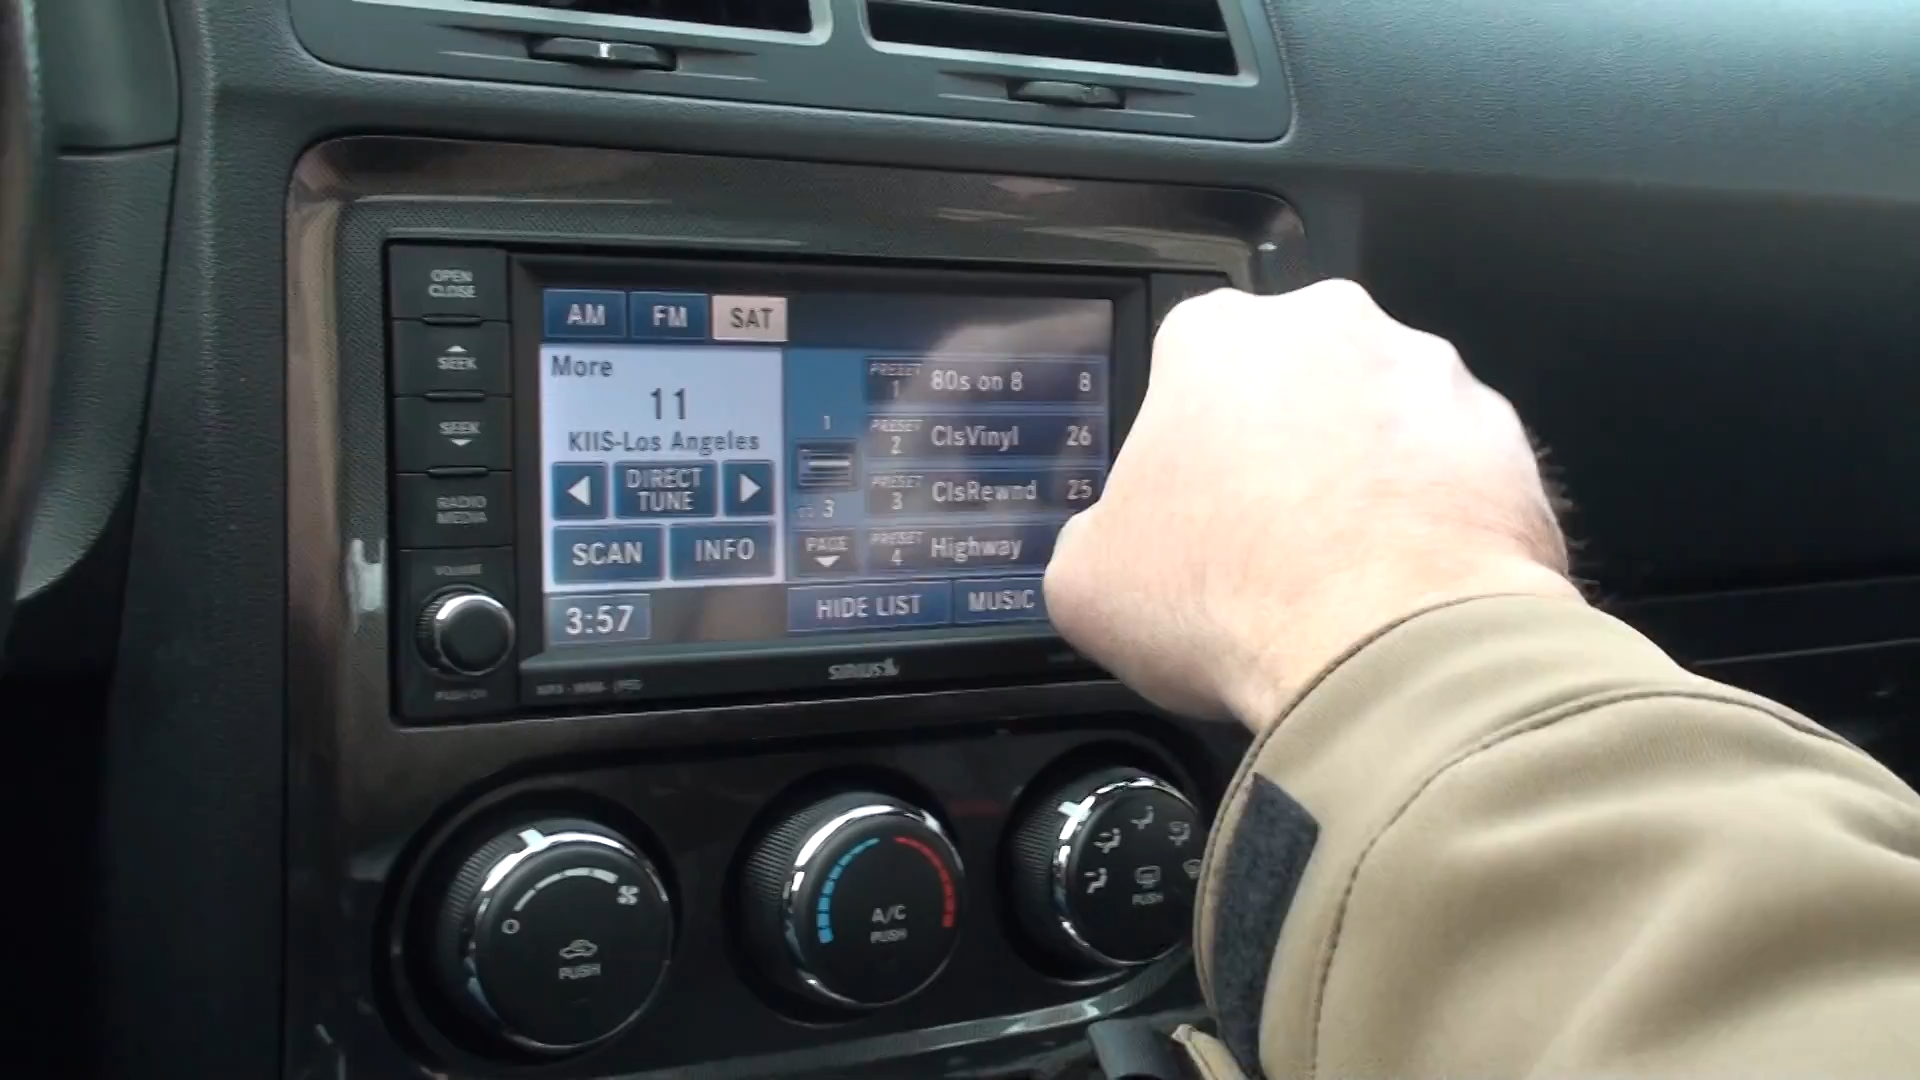 OPEN
CLOSE
SEEK
SEEK
RADIO
MEDIA
VOLUME
AM FM SAT
More
11
KIIS-Los Angeles
DIRECT
TUNE
SCAN INFO
3:57
1
3
PAGE
PRESET
1 80s on 8 8
PRESET
2 ClsVinyl 26
PRESET
3 ClsRewnd 25
PRESET
4 Highway
HIDE LIST MUSIC
SIRIUS
O
PUSH
A/C
PUSH
PUSH